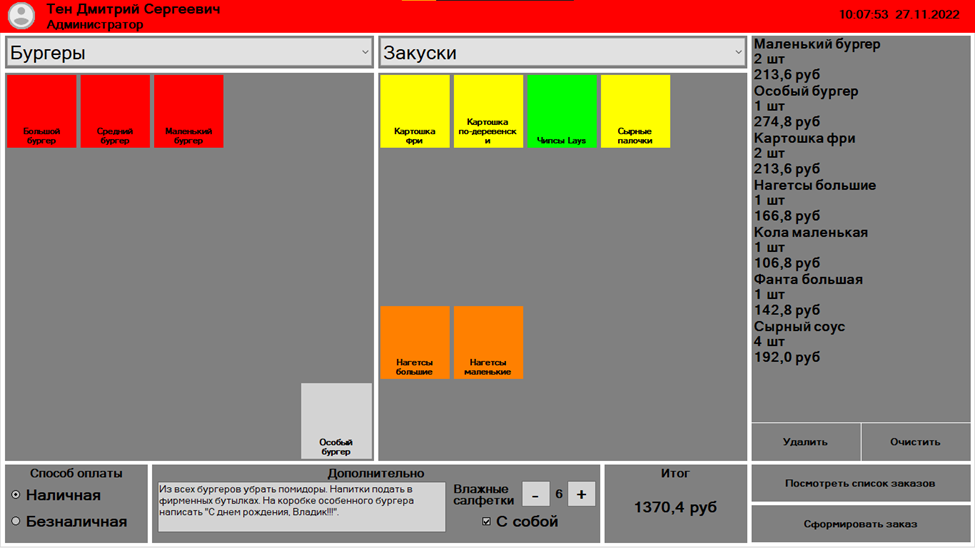 Тен Дмитрий Сергеевич
Администратор
10:07:53 27.11.2022
Бургеры
Закуски
Большой
бургер
Средний
бургер
Маленький
бургер
Особый
бургер
Картошка
фри
Картошка
по-деревенск
и
Чипсы Lays
Сырные
палочки
Нагетсы
большие
Нагетсы
маленькие
Маленький бургер
2 шт
213,6 руб
Особый бургер
1 шт
274,8 руб
Картошка фри
2 шт
213,6 руб
Нагетсы большие
1 шт
166,8 руб
Кола маленькая
1 шт
106,8 руб
Фанта большая
1 шт
142,8 руб
Сырный соус
4 шт
192,0 руб
Удалить
Очистить
Способ оплаты
Наличная
Безналичная
Дополнительно
Из всех бургеров убрать помидоры. Напитки подать в
фирменных бутылках. На коробке особенного бургера
написать "С днем рождения, Владик!!!".
Влажные
салфетки
- 6 +
С собой
Итог
1370,4 руб
Посмотреть список заказов
Сформировать заказ